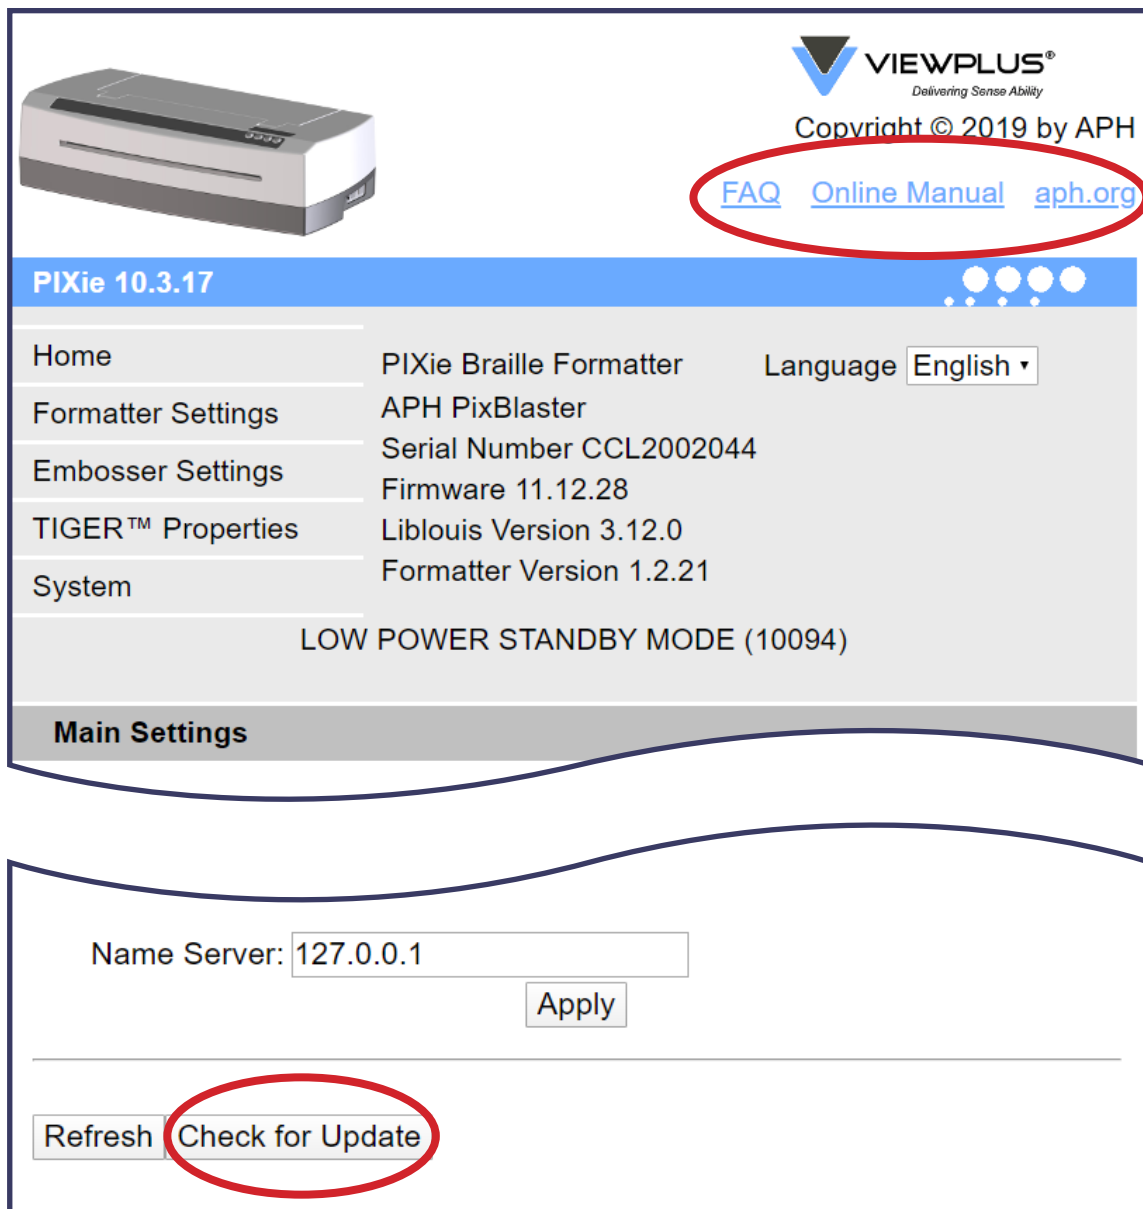 VIEWPLUS®
Delivering Sense Ability
Copyright © 2019 by APH
FAQ Online Manual aph.org
PIXie 10.3.17
Home
Formatter Settings
Embosser Settings
TIGER™ Properties
System
PIXie Braille Formatter
Language English
APH PixBlaster
Serial Number CCL2002044
Firmware 11.12.28
Liblouis Version 3.12.0
Formatter Version 1.2.21
LOW POWER STANDBY MODE (10094)
Main Settings
Name Server: 127.0.0.1
Apply
Refresh Check for Update